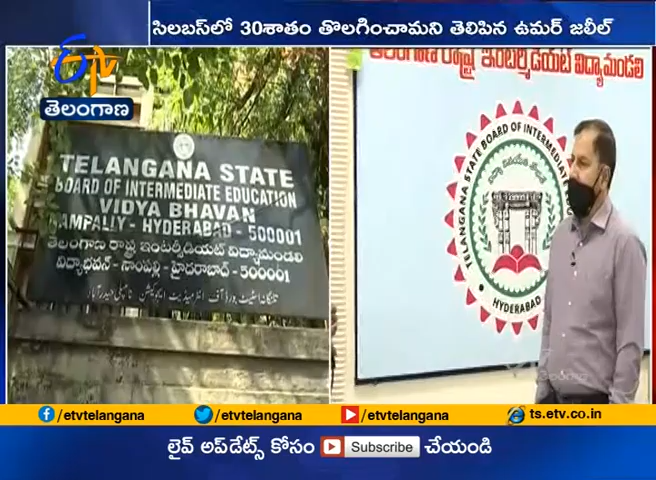 సిలబస్‌లో 30శాతం తొలగించామని తెలిపిన ఉమర్ జలీల్
etv
తెలంగాణ
TELANGANA STATE
BOARD OF INTERMEDIATE EDUCATION
VIDYA BHAVAN
AMPALLY - HYDERABAD - 500001
తెలంగాణ రాష్ట్ర ఇంటర్మీడియట్ విద్యామండలి
విద్యాభవన్ - నాంపల్లి - హైదరాబాద్ - 500001
రాష్ట్ర ఇంటర్మీడియట్ విద్యామండలి
TELANGANA STATE BOARD OF INTERMEDIATE
HYDERABAD
/etvtelangana
/etvtelangana
/etvtelangana
ts.etv.co.in
లైవ్ అప్‌డేట్స్ కోసం Subscribe చేయండి